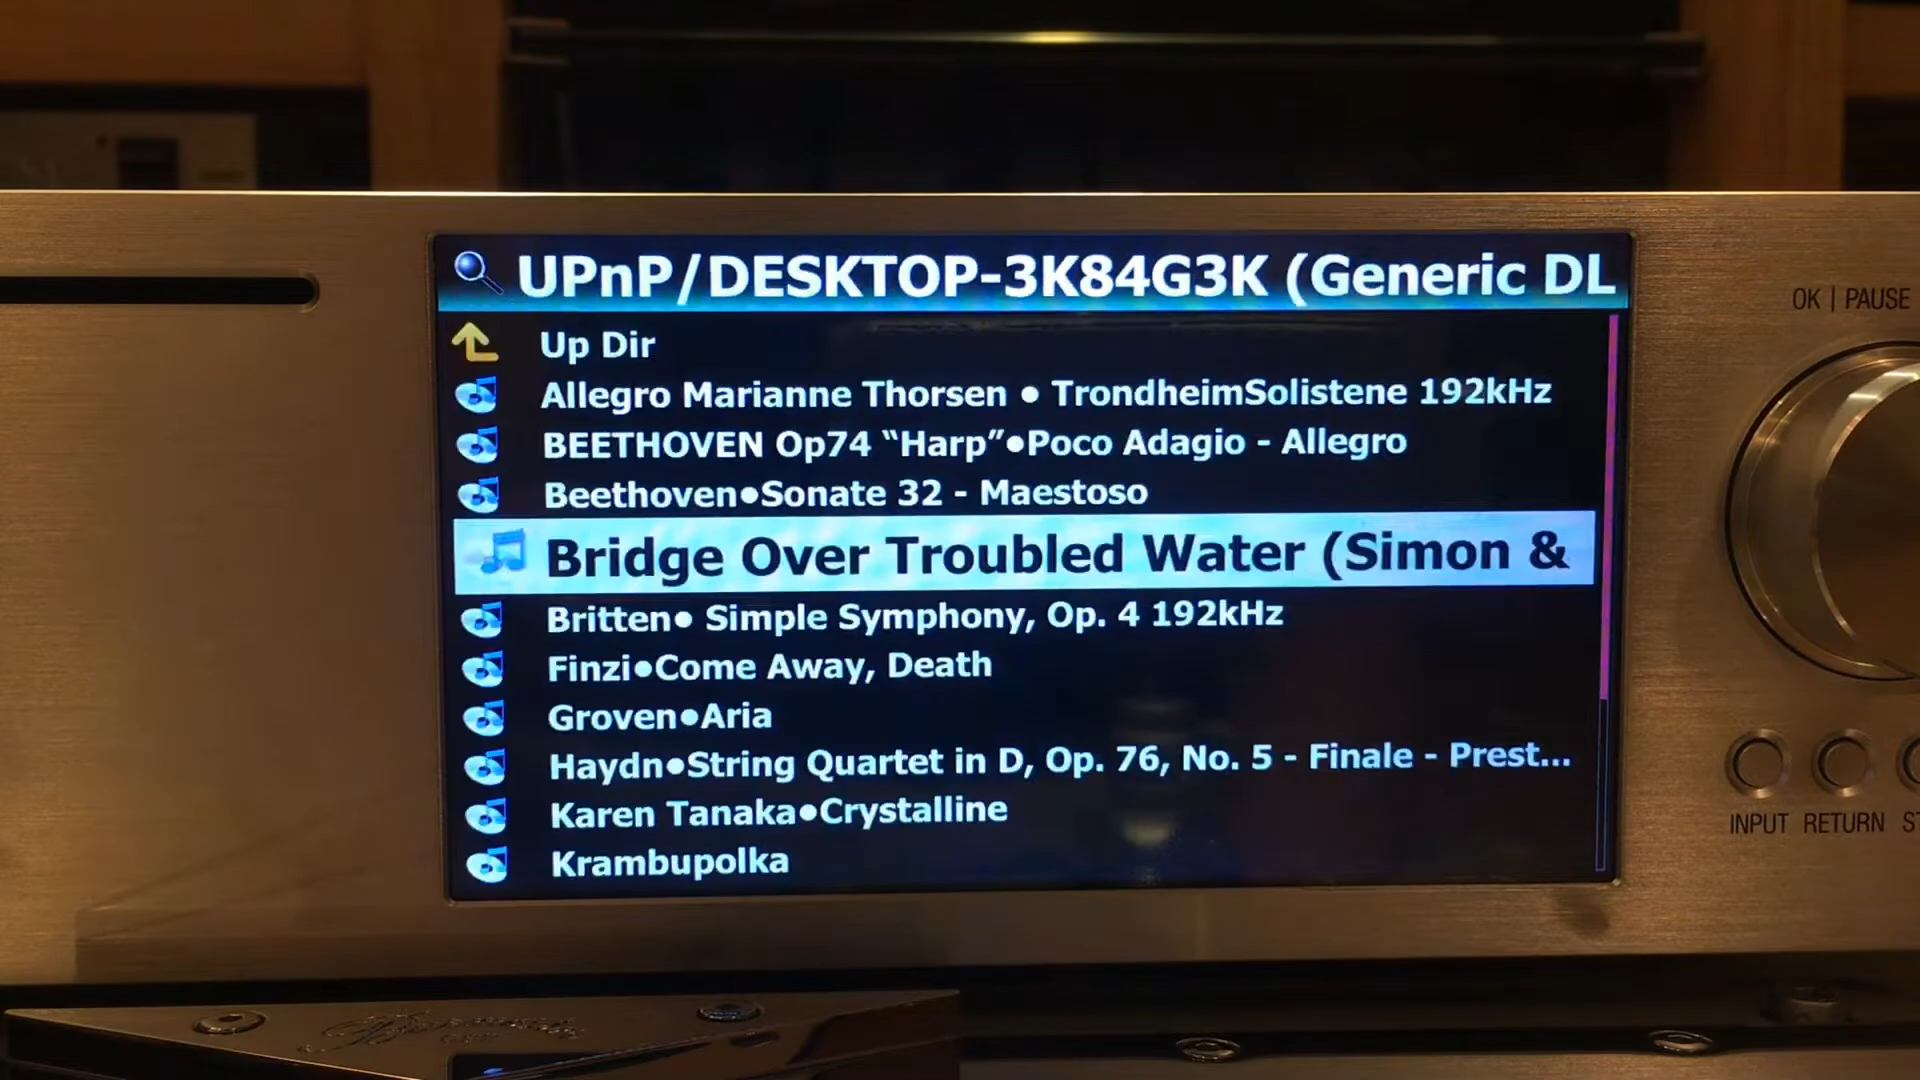 UPnP/DESKTOP-3K84G3K (Generic DL
Up Dir
Allegro Marianne Thorsen ● TrondheimSolistene 192kHz
BEETHOVEN Op74 “Harp”●Poco Adagio - Allegro
Beethoven●Sonate 32 - Maestoso
Bridge Over Troubled Water (Simon &
Britten● Simple Symphony, Op. 4 192kHz
Finzi●Come Away, Death
Groven●Aria
Haydn●String Quartet in D, Op. 76, No. 5 - Finale - Prest...
Karen Tanaka●Crystalline
Krambupolka
OK | PAUSE
INPUT RETURN